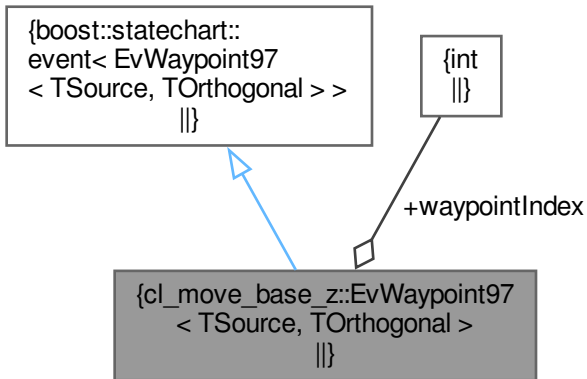 {boost::statechart::
event< EvWaypoint97
< TSource, TOrthogonal > >
||}
{int
||}
+waypointIndex
{cl_move_base_z::EvWaypoint97
< TSource, TOrthogonal >
||}